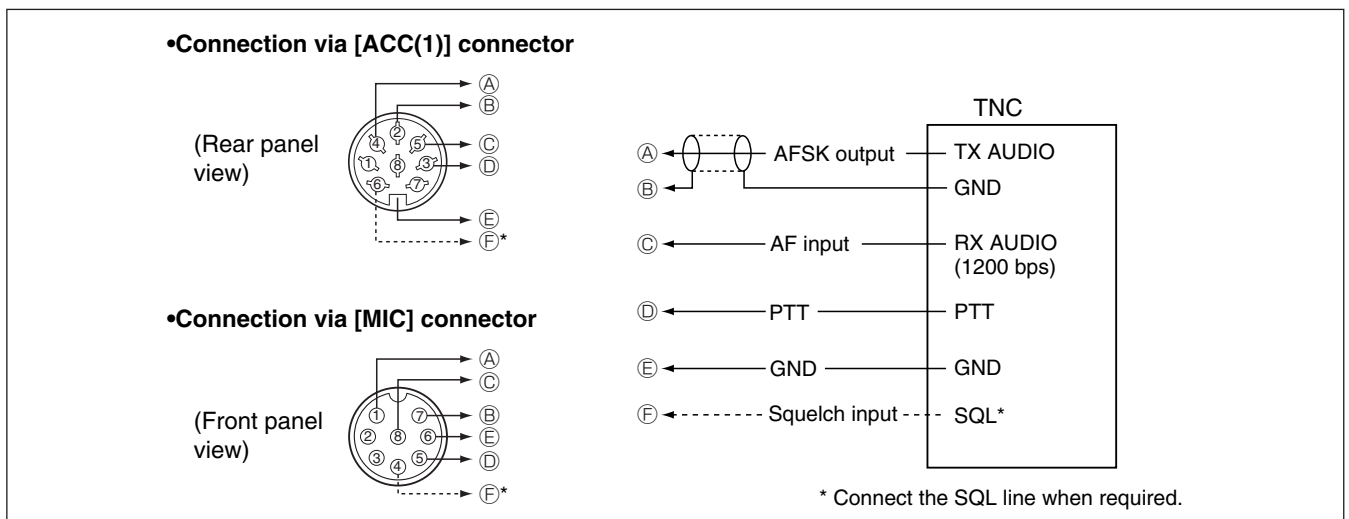 •Connection via [ACC(1)] connector
(Rear panel
view)
④ ② ⑤
① ⑧ ③
⑥ ⑦
Ⓐ
Ⓑ
Ⓒ
Ⓓ
Ⓔ
Ⓕ*
•Connection via [MIC] connector
(Front panel
view)
① ⑦
② ⑧ ⑥
③ ④ ⑤
Ⓐ
Ⓒ
Ⓑ
Ⓔ
Ⓓ
Ⓕ*
TNC
Ⓐ AFSK output TX AUDIO
Ⓑ GND
Ⓒ AF input RX AUDIO
(1200 bps)
Ⓓ PTT PTT
Ⓔ GND GND
Ⓕ Squelch input SQL*
* Connect the SQL line when required.